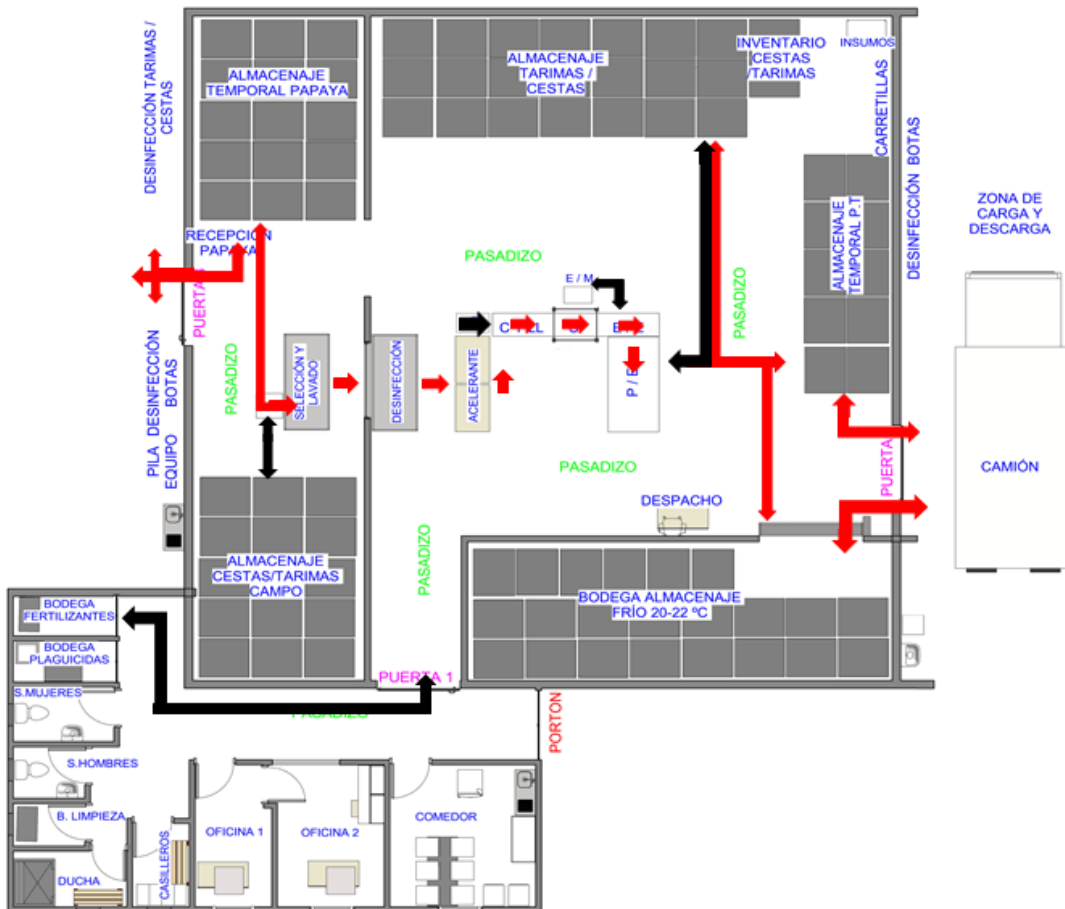 DESINFECCIÓN TARIMAS /
CESTAS
ALMACENAJE
TEMPORAL PAPAYA
ALMACENAJE
TARIMAS /
CESTAS
INVENTARIO
CESTAS
/TARIMAS
INSUMOS
CARRETILLAS
DESINFECCIÓN BOTAS
ALMACENAJE
TEMPORAL P.T
ZONA DE
CARGA Y
DESCARGA
RECEPCIÓN
PUERTA
PASADIZO
PASADIZO
E / M
PASADIZO
PILA DESINFECCIÓN
EQUIPO BOTAS
SELECCIÓN Y
LAVADO
DESINFECCIÓN
ACELERANTE
PASADIZO
PUERTA
CAMIÓN
DESPACHO
PASADIZO
ALMACENAJE
CESTAS/TARIMAS
CAMPO
BODEGA ALMACENAJE
FRÍO 20-22 ºC
BODEGA
FERTILIZANTES
BODEGA
PLAGUICIDAS
PUERTA 1
PASADIZO
PORTON
S.MUJERES
S.HOMBRES
B. LIMPIEZA
DUCHA
CASILLEROS
OFICINA 1
OFICINA 2
COMEDOR